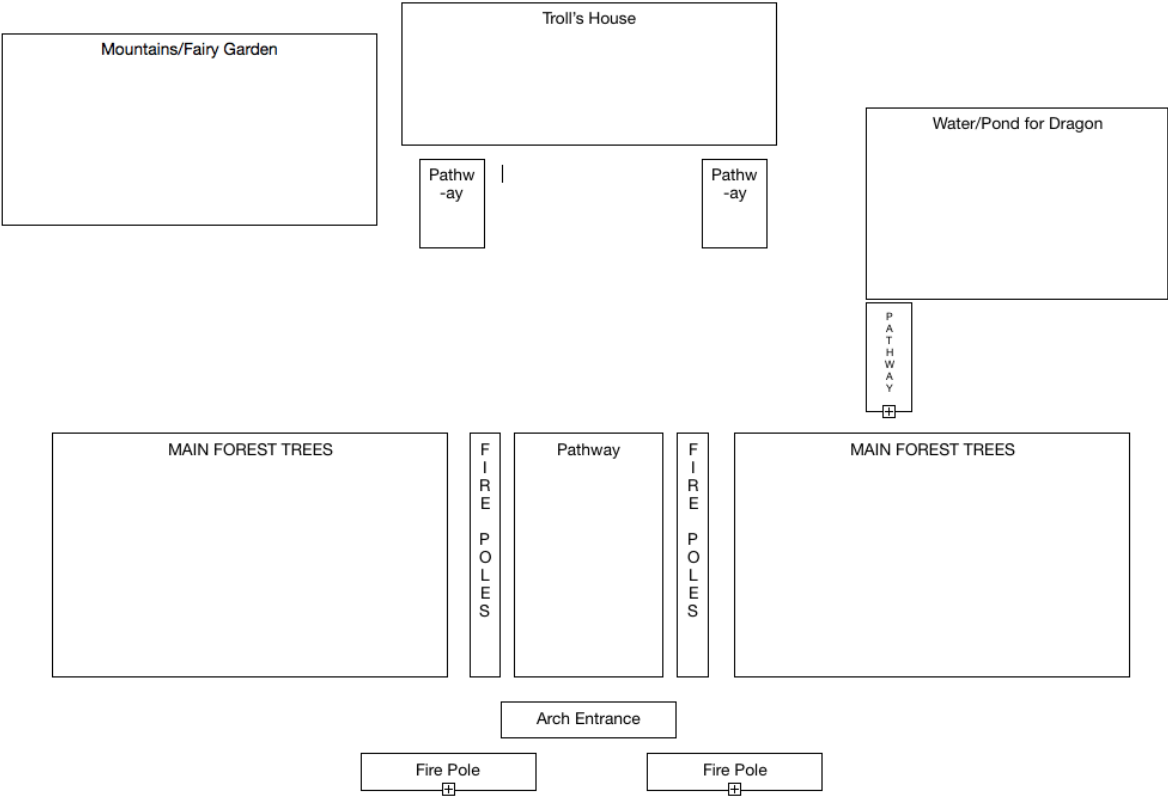 Troll's House
Mountains/Fairy Garden
Water/Pond for Dragon
Pathw
-ay
Pathw
-ay
P
A
T
H
W
A
Y
MAIN FOREST TREES
F
I
R
E
P
O
L
E
S
Pathway
F
I
R
E
P
O
L
E
S
MAIN FOREST TREES
Arch Entrance
Fire Pole
Fire Pole